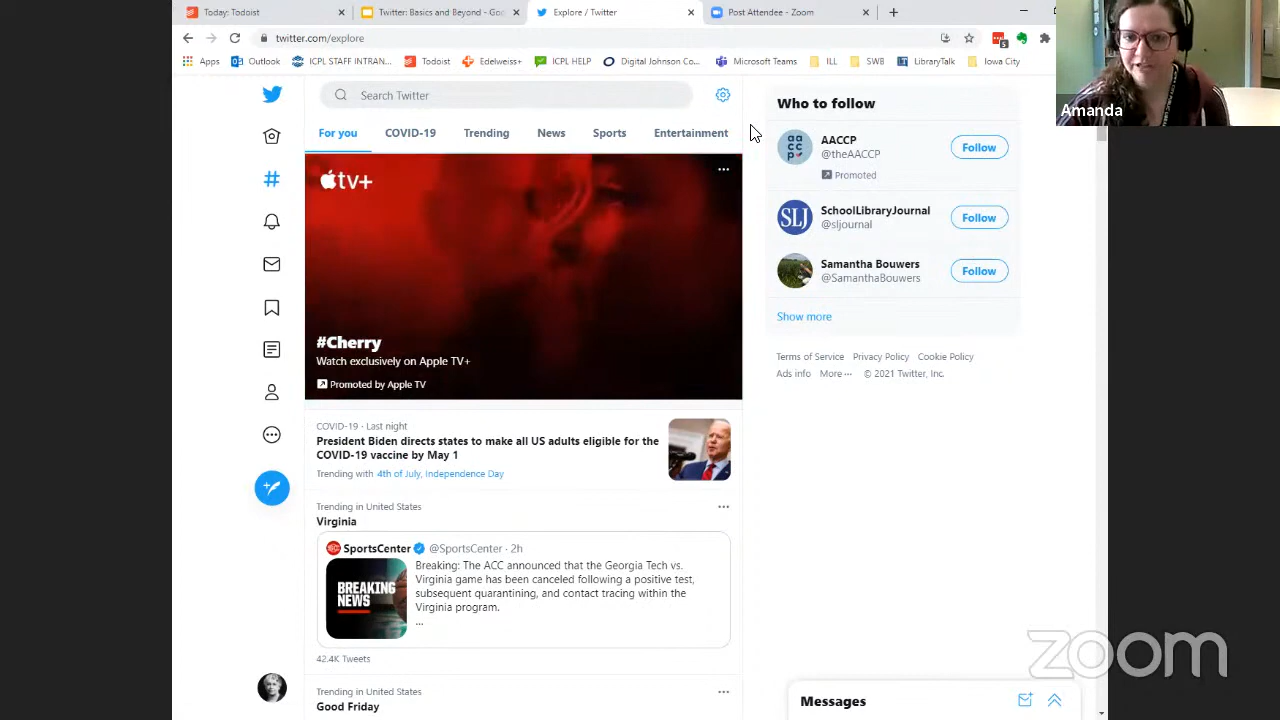 Today: Todoist
Twitter: Basics and Beyond - Goo
Explore / Twitter
Post Attendee - Zoom
twitter.com/explore
5
Apps
Outlook
ICPL STAFF INTRAN...
Todoist
Edelweiss+
ICPL HELP
Digital Johnson Co...
Microsoft Teams
ILL
SWB
LibraryTalk
Iowa City
Amanda
Search Twitter
For you
COVID-19
Trending
News
Sports
Entertainment
tv+
#Cherry
Watch exclusively on Apple TV+
Promoted by Apple TV
COVID-19 · Last night
President Biden directs states to make all US adults eligible for the
COVID-19 vaccine by May 1
Trending with 4th of July, Independence Day
Trending in United States
Virginia
SportsCenter @SportsCenter · 2h
BREAKING
NEWS
Breaking: The ACC announced that the Georgia Tech vs.
Virginia game has been canceled following a positive test,
subsequent quarantining, and contact tracing within the
Virginia program.
...
42.4K Tweets
Trending in United States
Good Friday
Who to follow
aa
cc
p
AACCP
@theAACCP
Promoted
Follow
SLJ
SchoolLibraryJournal
@sljournal
Follow
Samantha Bouwers
@SamanthaBouwers
Follow
Show more
Terms of Service Privacy Policy Cookie Policy
Ads info More ··· © 2021 Twitter, Inc.
Messages
zoom